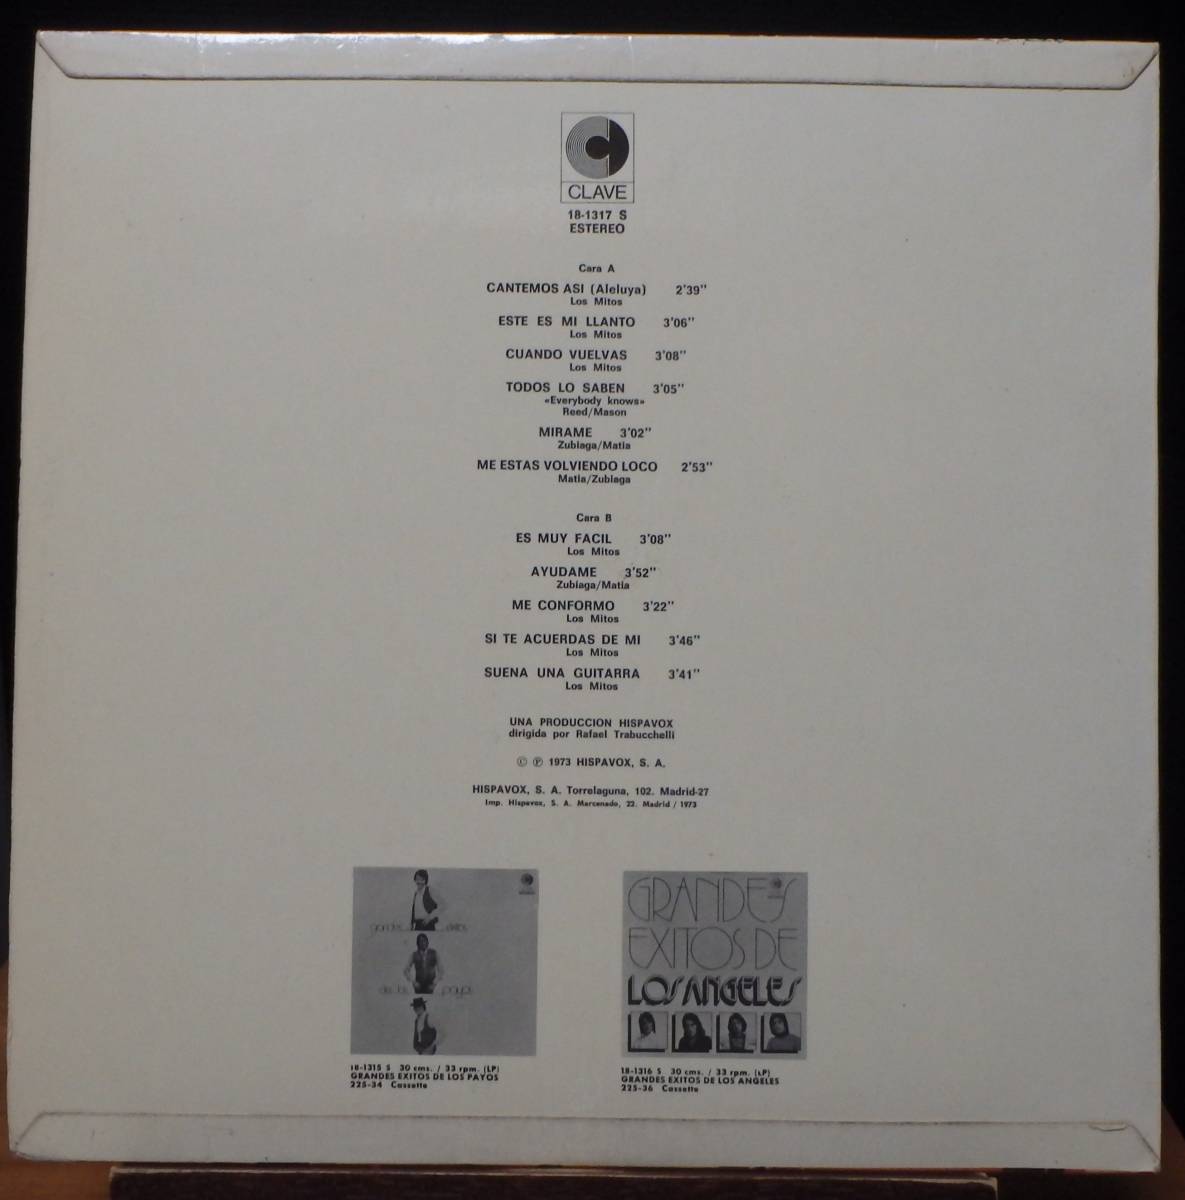 CLAVE
18-1317 S
ESTEREO
Cara A
CANTEMOS ASI (Aleluya) 2'39"
Los Mitos
ESTE ES MI LLANTO 3'06"
Los Mitos
CUANDO VUELVAS 3'08"
Los Mitos
TODOS LO SABEN 3'05"
«Everybody knows»
Reed/Mason
MIRAME 3'02"
Zubiaga/Matia
ME ESTAS VOLVIENDO LOCO 2'53"
Matia/Zubiaga
Cara B
ES MUY FACIL 3'08"
Los Mitos
AYUDAME 3'52"
Zubiaga/Matia
ME CONFORMO 3'22"
Los Mitos
SI TE ACUERDAS DE MI 3'46"
Los Mitos
SUENA UNA GUITARRA 3'41"
Los Mitos
UNA PRODUCCION HISPAVOX
dirigida por Rafael Trabucchelli
© ℗ 1973 HISPAVOX, S. A.
HISPAVOX, S. A. Torrelaguna, 102. Madrid-27
Imp. Hispavox, S. A. Marcenado, 22. Madrid / 1973
grandes exitos
de los payos
18-1315 S 30 cms. / 33 rpm. (LP)
GRANDES EXITOS DE LOS PAYOS
225-34 Cassette
GRANDES
EXITOS DE
LOS ANGELES
18-1316 S 30 cms. / 33 rpm. (LP)
GRANDES EXITOS DE LOS ANGELES
225-36 Cassette